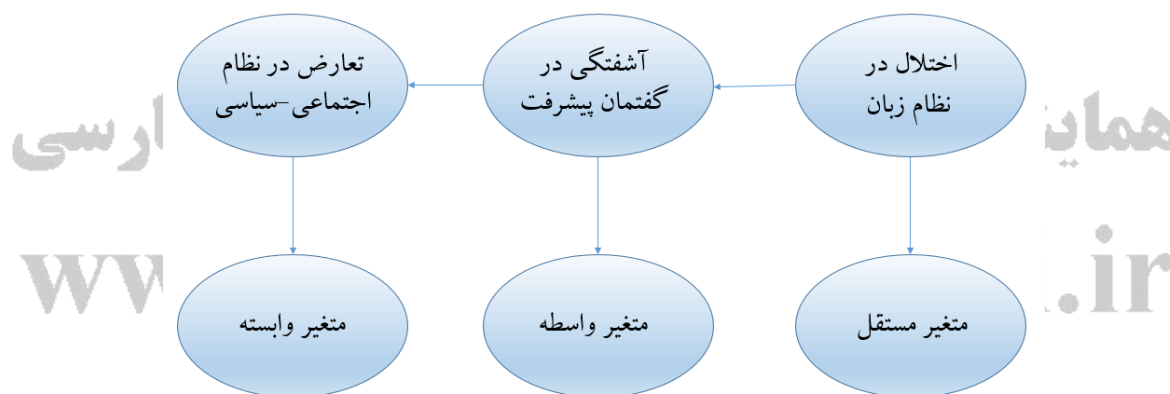 اختلال در
نظام زبان
آشفتگی در
گفتمان پیشرفت
تعارض در نظام
اجتماعی-سیاسی
متغیر مستقل
متغیر واسطه
متغیر وابسته